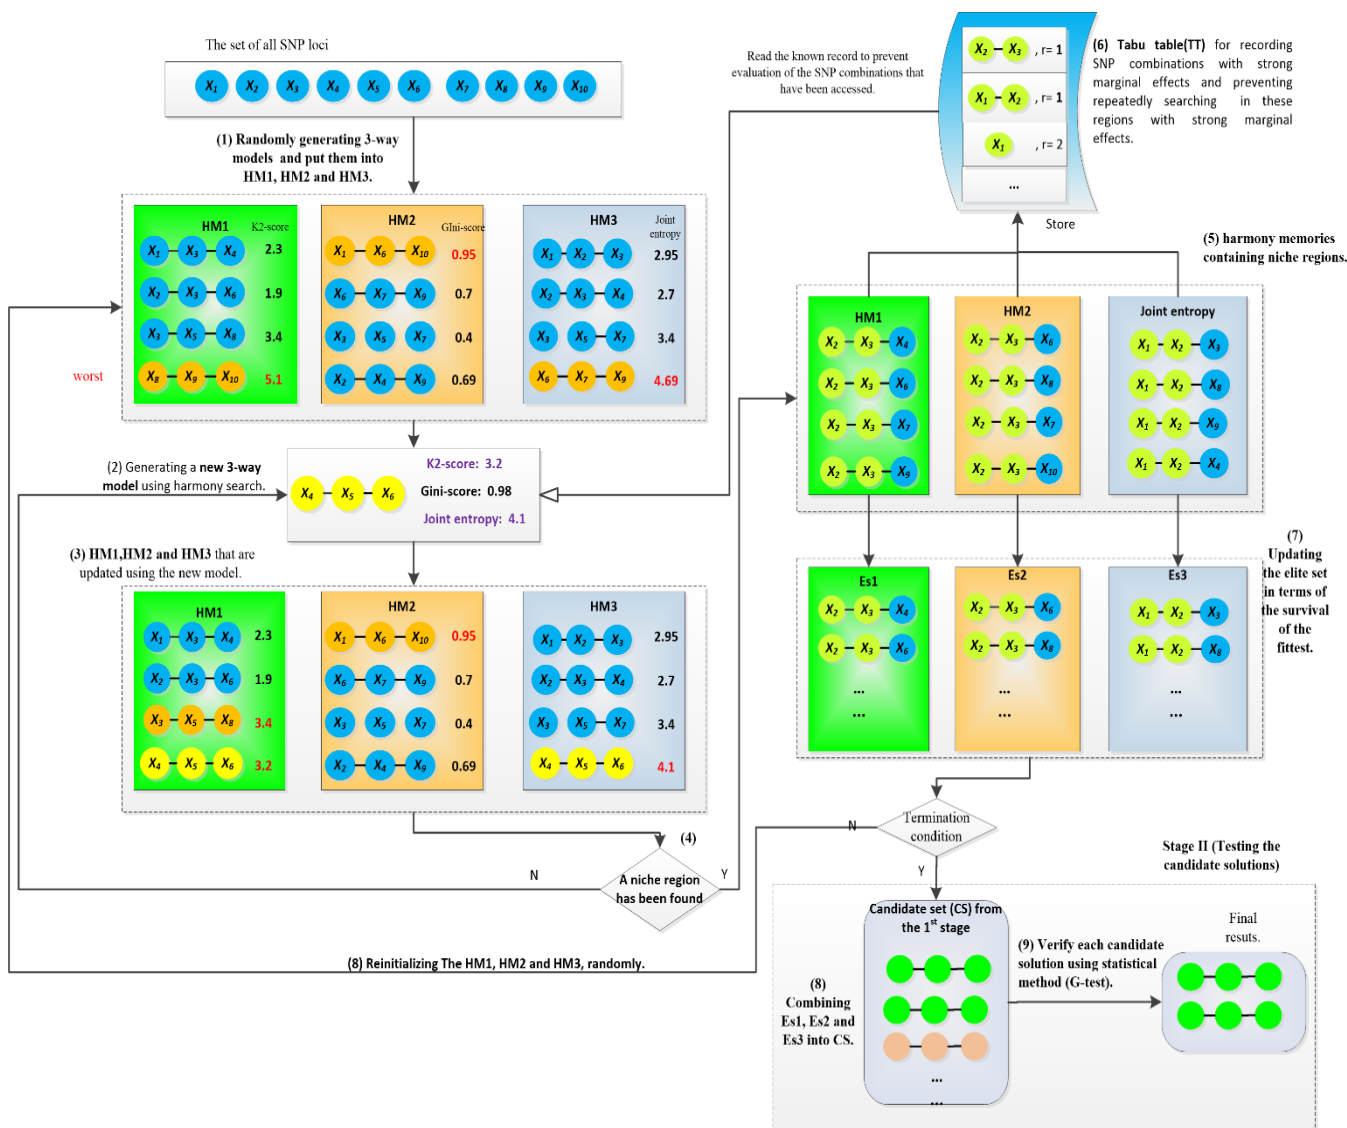 The set of all SNP loci
X1 X2 X3 X4 X5 X6 X7 X8 X9 X10
(1) Randomly generating 3-way
models and put them into
HM1, HM2 and HM3.
HM1 K2-score
X1 X3 X4 2.3
X2 X3 X6 1.9
X3 X5 X8 3.4
X8 X9 X10 5.1
worst
HM2 GIni-score
X1 X6 X10 0.95
X6 X7 X9 0.7
X3 X5 X7 0.4
X2 X4 X9 0.69
HM3 Joint
entropy
X1 X2 X3 2.95
X2 X3 X4 2.7
X3 X5 X7 3.4
X6 X7 X9 4.69
(2) Generating a new 3-way
model using harmony search.
X4 X5 X6
K2-score: 3.2
Gini-score: 0.98
Joint entropy: 4.1
(3) HM1,HM2 and HM3 that are
updated using the new model.
HM1
X1 X3 X4 2.3
X2 X3 X6 1.9
X3 X5 X8 3.4
X4 X5 X6 3.2
HM2
X1 X6 X10 0.95
X6 X7 X9 0.7
X3 X5 X7 0.4
X2 X4 X9 0.69
HM3
X1 X2 X3 2.95
X2 X3 X4 2.7
X3 X5 X7 3.4
X4 X5 X6 4.1
(4)
A niche region
has been found
N
Y
Read the known record to prevent
evaluation of the SNP combinations that
have been accessed.
X2 X3 , r= 1
X1 X2 , r= 1
X1 , r= 2
...
(6) Tabu table(TT) for recording
SNP combinations with strong
marginal effects and preventing
repeatedly searching in these
regions with strong marginal
effects.
Store
(5) harmony memories
containing niche regions.
HM1
X2 X3 X4
X2 X3 X6
X2 X3 X7
X2 X3 X9
HM2
X2 X3 X6
X2 X3 X8
X2 X3 X7
X2 X3 X10
Joint entropy
X1 X2 X3
X1 X2 X8
X1 X2 X9
X1 X2 X4
(7)
Updating
the elite set
in terms of
the survival
of the
fittest.
Es1
X2 X3 X4
X2 X3 X6
...
...
Es2
X2 X3 X6
X2 X3 X8
...
...
Es3
X1 X2 X3
X1 X2 X8
...
...
Termination
condition
N
Y
(8) Reinitializing The HM1, HM2 and HM3, randomly.
Stage II (Testing the
candidate solutions)
Candidate set (CS) from
the 1st stage
...
...
(8)
Combining
Es1, Es2 and
Es3 into CS.
(9) Verify each candidate
solution using statistical
method (G-test).
Final
resuts.